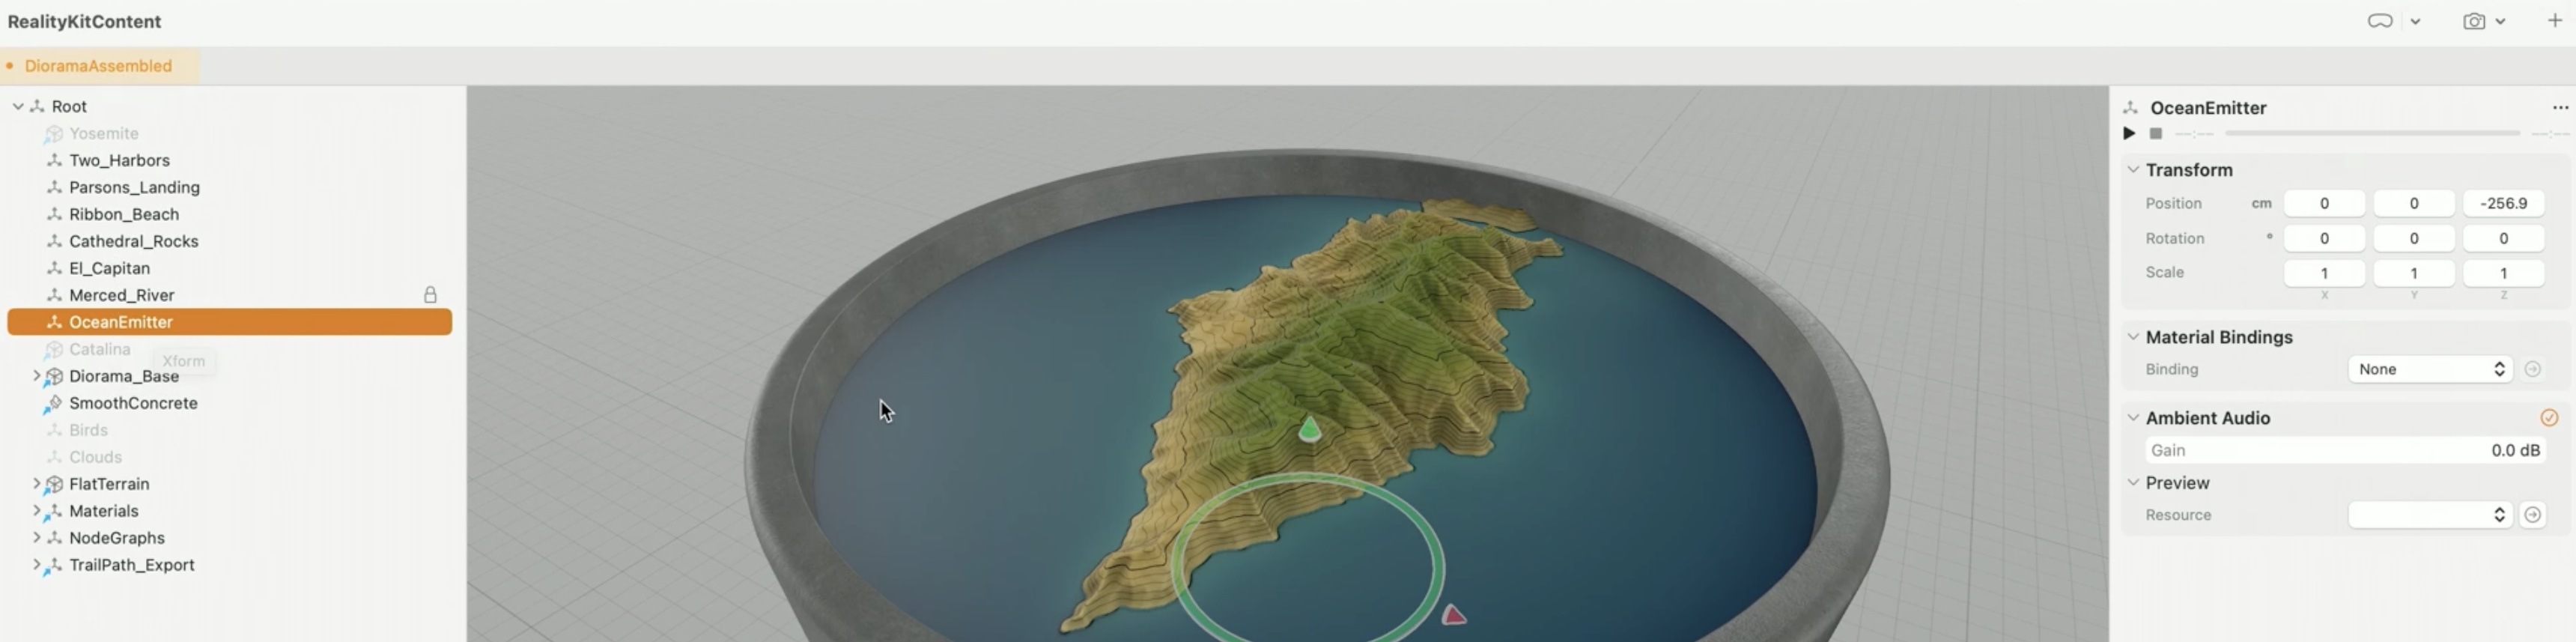 RealityKitContent
DioramaAssembled
Root
Yosemite
Two_Harbors
Parsons_Landing
Ribbon_Beach
Cathedral_Rocks
El_Capitan
Merced_River
OceanEmitter
Catalina
Xform
Diorama_Base
SmoothConcrete
Birds
Clouds
FlatTerrain
Materials
NodeGraphs
TrailPath_Export
OceanEmitter
--:-- --:--
Transform
Position cm 0 0 -256.9
Rotation ° 0 0 0
Scale 1 1 1
X Y Z
Material Bindings
Binding None
Ambient Audio
Gain 0.0 dB
Preview
Resource